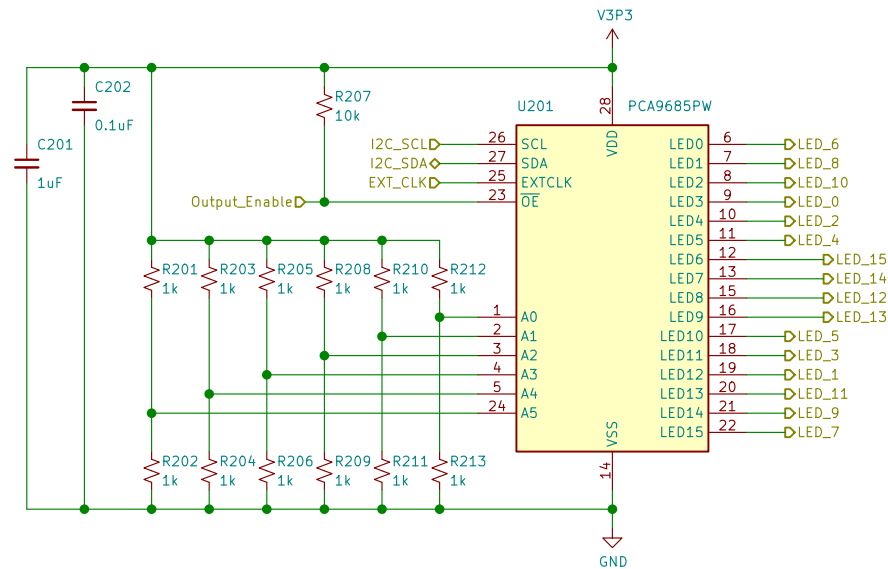 V3P3
C202
0.1uF
C201
1uF
R207
10k
U201
PCA9685PW
28
VDD
I2C_SCL
26
SCL
LED0
6
LED_6
I2C_SDA
27
SDA
LED1
7
LED_8
EXT_CLK
25
EXTCLK
LED2
8
LED_10
Output_Enable
23
OE
LED3
9
LED_0
LED4
10
LED_2
LED5
11
LED_4
LED6
12
LED_15
LED7
13
LED_14
LED8
15
LED_12
LED9
16
LED_13
LED10
17
LED_5
LED11
18
LED_3
LED12
19
LED_1
LED13
20
LED_11
LED14
21
LED_9
LED15
22
LED_7
R201
1k
R203
1k
R205
1k
R208
1k
R210
1k
R212
1k
1
A0
2
A1
3
A2
4
A3
5
A4
24
A5
R202
1k
R204
1k
R206
1k
R209
1k
R211
1k
R213
1k
VSS
14
GND